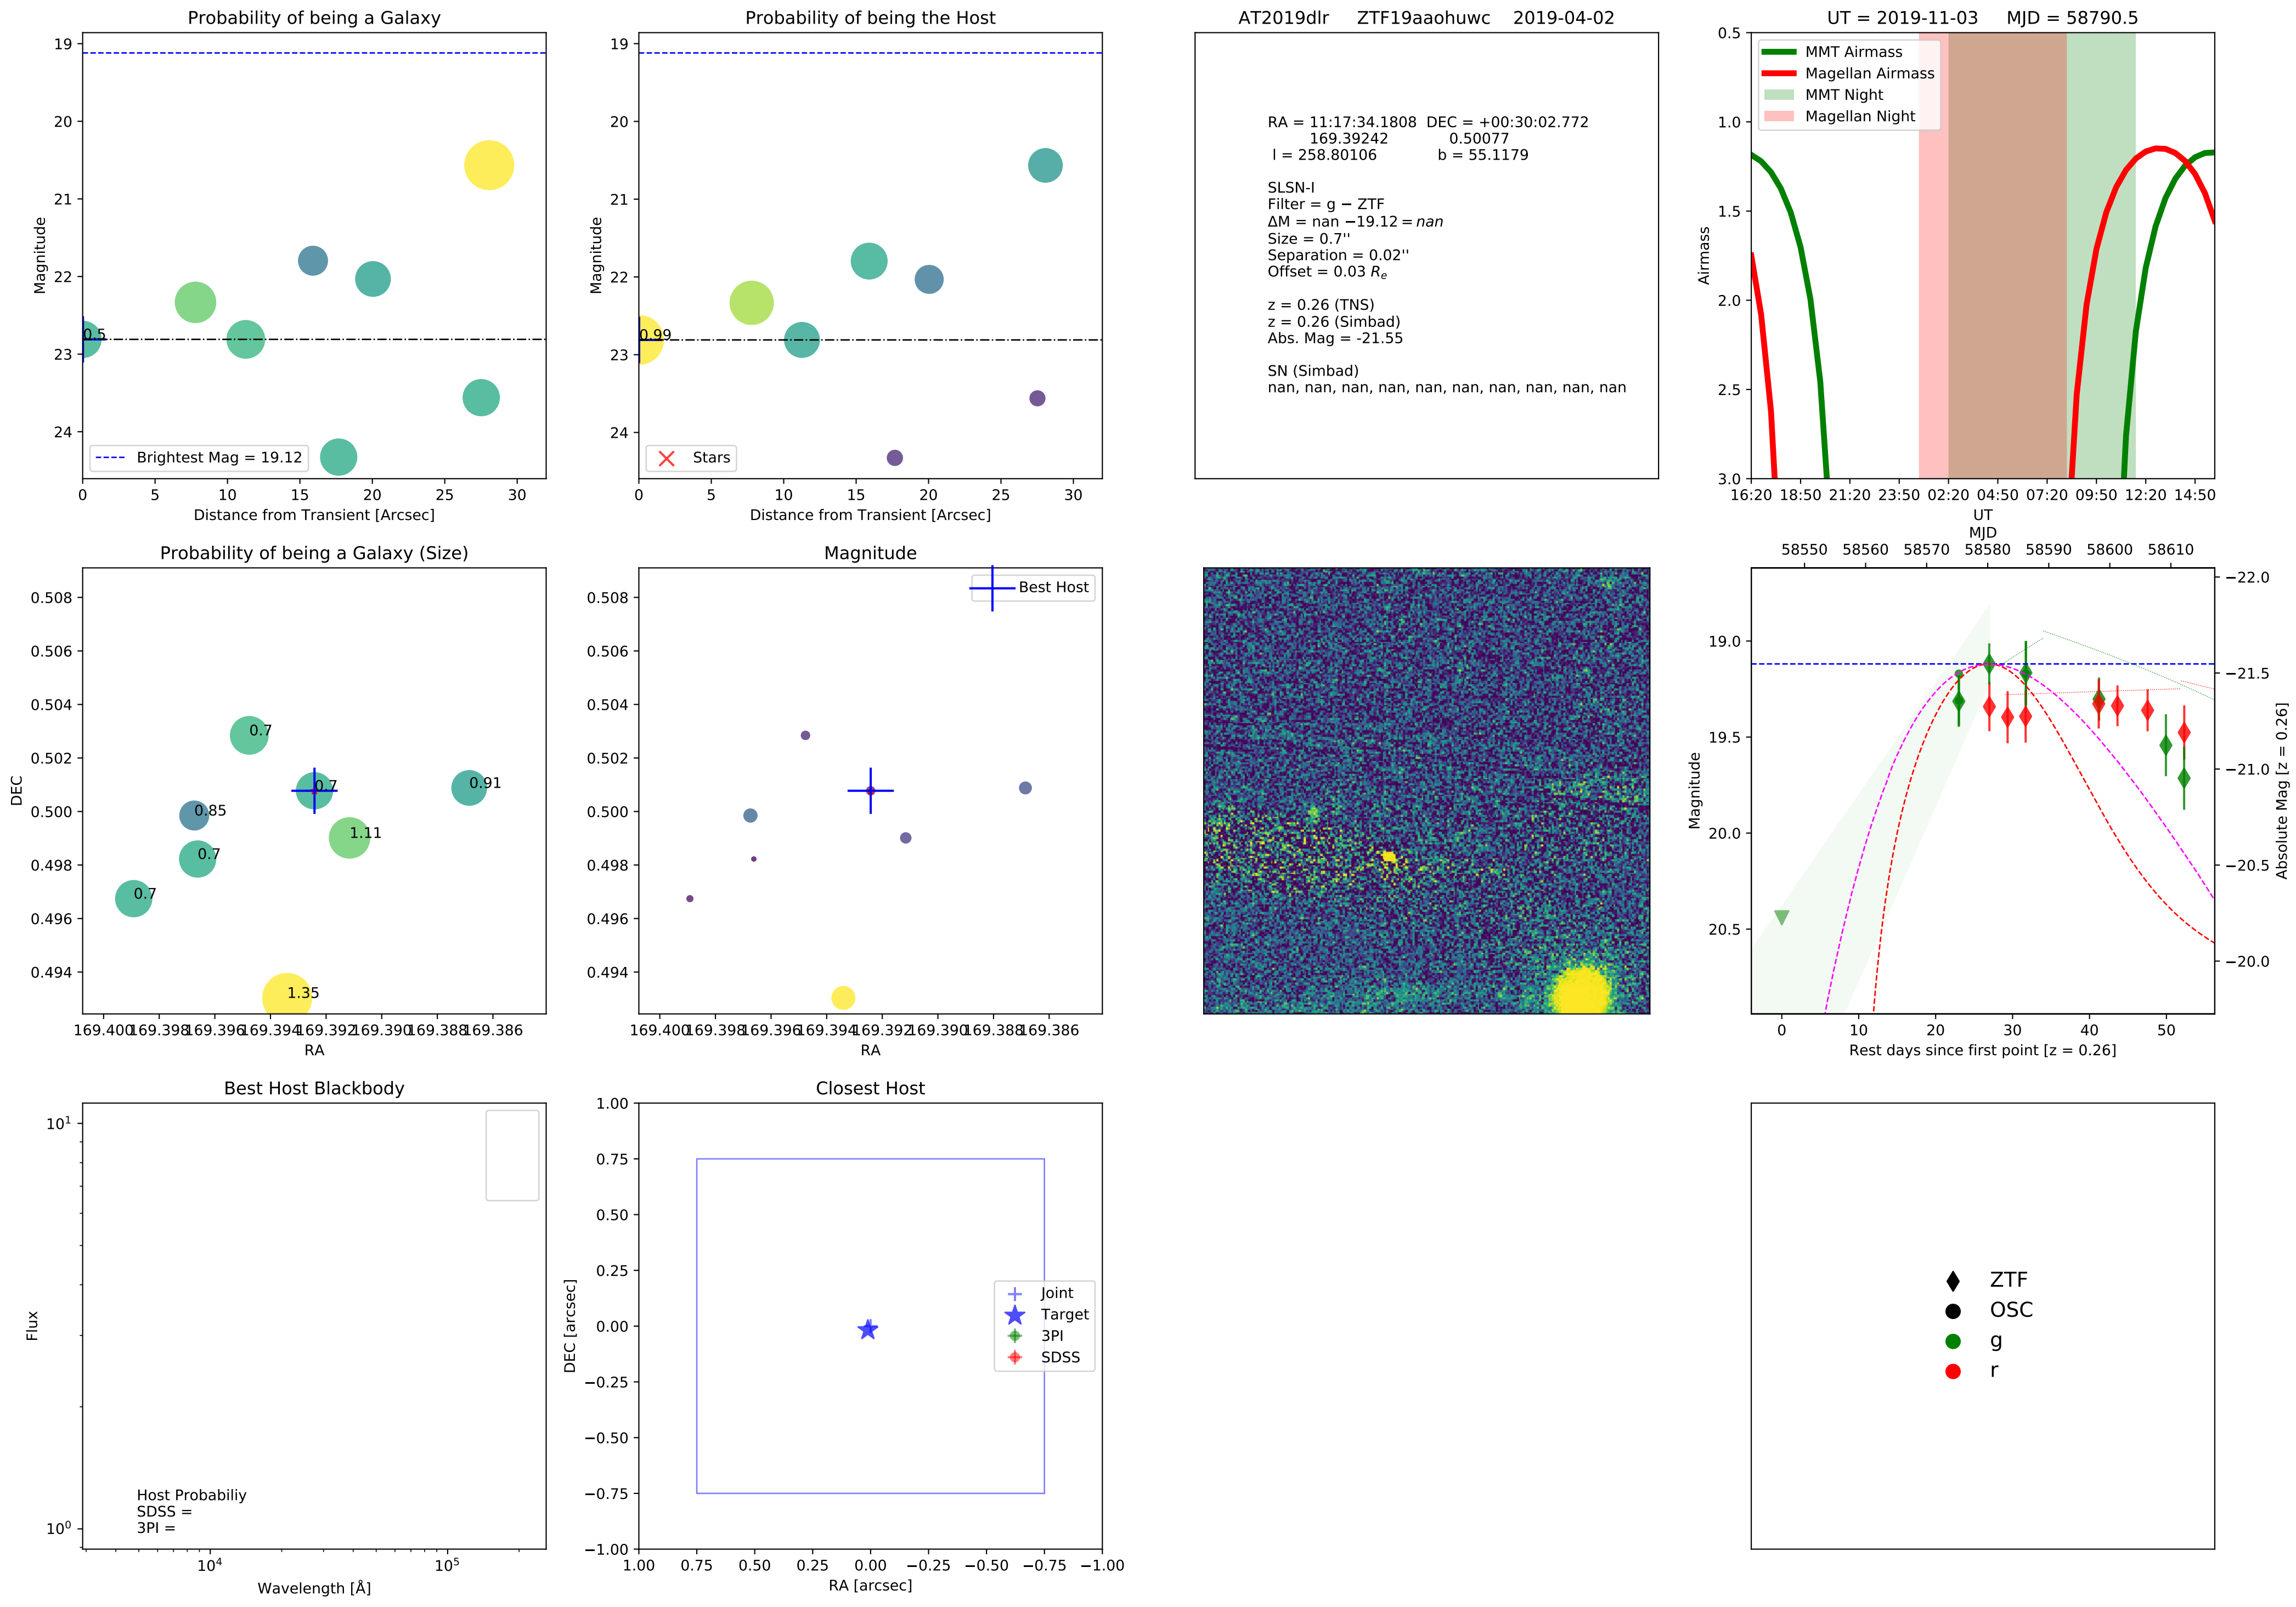 Probability of being a Galaxy
19
20
21
22
23
24
Magnitude
0.5
Brightest Mag = 19.12
0 5 10 15 20 25 30
Distance from Transient [Arcsec]
Probability of being the Host
19
20
21
22
23
24
Magnitude
0.99
Stars
0 5 10 15 20 25 30
Distance from Transient [Arcsec]
AT2019dlr ZTF19aaohuwc 2019-04-02
RA = 11:17:34.1808 DEC = +00:30:02.772
169.39242 0.50077
l = 258.80106 b = 55.1179
SLSN-I
Filter = g − ZTF
ΔM = nan −19.12 = nan
Size = 0.7''
Separation = 0.02''
Offset = 0.03 Rₑ
z = 0.26 (TNS)
z = 0.26 (Simbad)
Abs. Mag = -21.55
SN (Simbad)
nan, nan, nan, nan, nan, nan, nan, nan, nan, nan
UT = 2019-11-03 MJD = 58790.5
MMT Airmass
Magellan Airmass
MMT Night
Magellan Night
0.5
1.0
1.5
2.0
2.5
3.0
Airmass
16:20 18:50 21:20 23:50 02:20 04:50 07:20 09:50 12:20 14:50
UT
Probability of being a Galaxy (Size)
0.508
0.506
0.504
0.502
0.500
0.498
0.496
0.494
DEC
0.7
0.7
0.91
0.85
1.11
0.7
0.7
1.35
169.400 169.398 169.396 169.394 169.392 169.390 169.388 169.386
RA
Magnitude
Best Host
0.508
0.506
0.504
0.502
0.500
0.498
0.496
0.494
169.400 169.398 169.396 169.394 169.392 169.390 169.388 169.386
RA
MJD
58550 58560 58570 58580 58590 58600 58610
19.0
19.5
20.0
20.5
Magnitude
−22.0
−21.5
−21.0
−20.5
−20.0
Absolute Mag [z = 0.26]
0 10 20 30 40 50
Rest days since first point [z = 0.26]
Best Host Blackbody
10¹
10⁰
Flux
Host Probabiliy
SDSS =
3PI =
10⁴ 10⁵
Wavelength [Å]
Closest Host
1.00
0.75
0.50
0.25
0.00
−0.25
−0.50
−0.75
−1.00
DEC [arcsec]
Joint
Target
3PI
SDSS
1.00 0.75 0.50 0.25 0.00 −0.25 −0.50 −0.75 −1.00
RA [arcsec]
ZTF
OSC
g
r